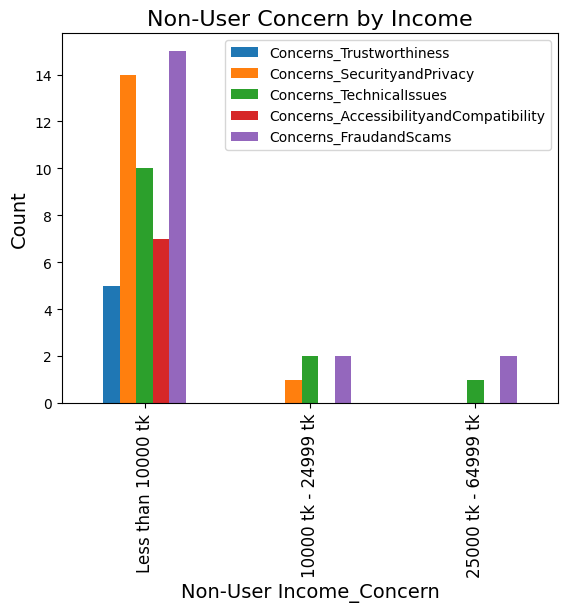 Non-User Concern by Income
Concerns_Trustworthiness
Concerns_SecurityandPrivacy
Concerns_TechnicalIssues
Concerns_AccessibilityandCompatibility
Concerns_FraudandScams
Count
14
12
10
8
6
4
2
0
Less than 10000 tk
10000 tk - 24999 tk
25000 tk - 64999 tk
Non-User Income_Concern